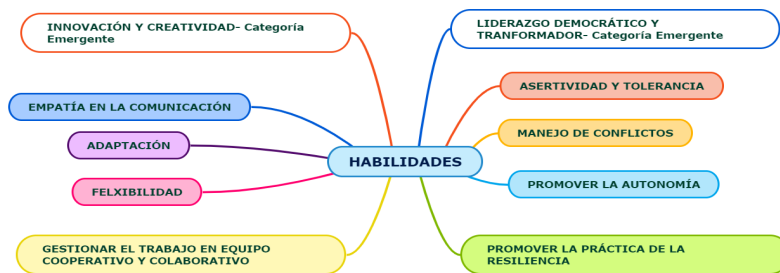 INNOVACIÓN Y CREATIVIDAD- Categoría
Emergente
LIDERAZGO DEMOCRÁTICO Y
TRANFORMADOR- Categoría Emergente
EMPATÍA EN LA COMUNICACIÓN
ASERTIVIDAD Y TOLERANCIA
ADAPTACIÓN
MANEJO DE CONFLICTOS
HABILIDADES
FELXIBILIDAD
PROMOVER LA AUTONOMÍA
GESTIONAR EL TRABAJO EN EQUIPO
COOPERATIVO Y COLABORATIVO
PROMOVER LA PRÁCTICA DE LA
RESILIENCIA